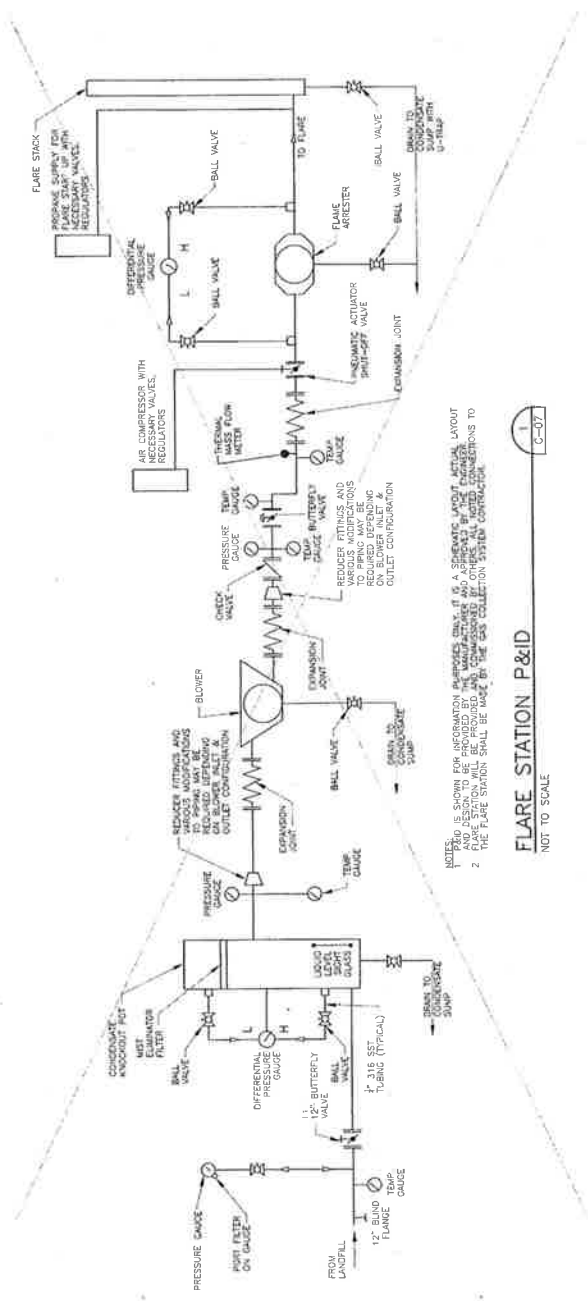 FLARE STACK
PROPANE SUPPLY FOR
FLARE START UP WITH
NECESSARY VALVES,
REGULATORS
DIFFERENTIAL
PRESSURE
GAUGE
BALL VALVE
L
H
BALL VALVE
TO FLARE
BALL VALVE
DRAIN TO
CONDENSATE
SUMP WITH
U-TRAP
FLAME
ARRESTER
BALL VALVE
AIR COMPRESSOR WITH
NECESSARY VALVES,
REGULATORS
PNEUMATIC ACTUATOR
SHUT-OFF VALVE
EXPANSION JOINT
THERMAL
MASS FLOW
METER
TEMP
GAUGE
TEMP
GAUGE
BUTTERFLY
VALVE
PRESSURE
GAUGE
TEMP
GAUGE
CHECK
VALVE
REDUCER FITTINGS AND
VARIOUS MODIFICATIONS
TO PIPING MAY BE
REQUIRED DEPENDING
ON BLOWER INLET &
OUTLET CONFIGURATION
EXPANSION
JOINT
BLOWER
BALL VALVE
DRAIN TO
CONDENSATE
SUMP
REDUCER FITTINGS AND
VARIOUS MODIFICATIONS
TO PIPING MAY BE
REQUIRED DEPENDING
ON BLOWER INLET &
OUTLET CONFIGURATION
EXPANSION
JOINT
PRESSURE
GAUGE
TEMP
GAUGE
CONDENSATE
KNOCKOUT POT
MIST
ELIMINATOR
FILTER
LIQUID
LEVEL
SIGHT
GLASS
BALL
VALVE
L
H
DIFFERENTIAL
PRESSURE
GAUGE
BALL
VALVE
316 SST
TUBING (TYPICAL)
DRAIN TO
CONDENSATE
SUMP
12" BUTTERFLY
VALVE
PRESSURE GAUGE
PORT FILTER
ON GAUGE
TEMP
GAUGE
12" BLIND
FLANGE
FROM
LANDFILL
NOTES:
1 P&ID IS SHOWN FOR INFORMATION PURPOSES ONLY. IT IS A SCHEMATIC LAYOUT. ACTUAL LAYOUT
AND DESIGN TO BE PROVIDED BY THE MANUFACTURER AND APPROVED BY THE ENGINEER.
2 FLARE STATION WILL BE PROVIDED AND COMMISSIONED BY OTHERS. ALL NOTED CONNECTIONS TO
THE FLARE STATION SHALL BE MADE BY THE GAS COLLECTION SYSTEM CONTRACTOR.
FLARE STATION P&ID
NOT TO SCALE
1
C-07